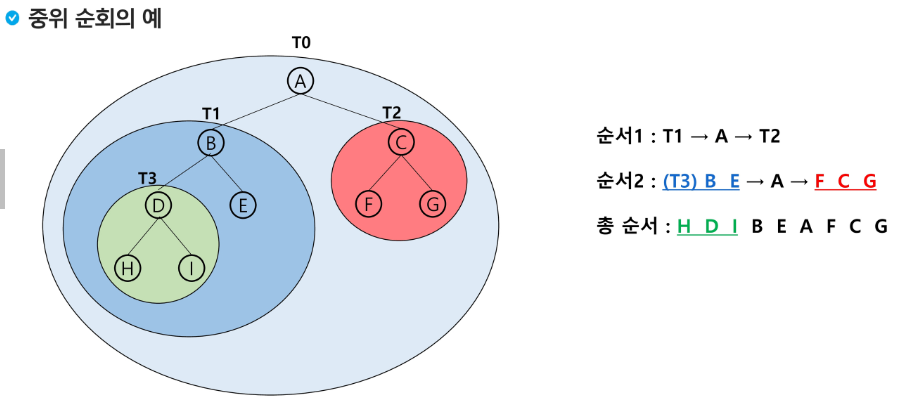 중위 순회의 예
T0
A
T1
T2
B
C
순서1 : T1 → A → T2
T3
순서2 : (T3) B E → A → F C G
D
E
F
G
총 순서 : H D I B E A F C G
H
I